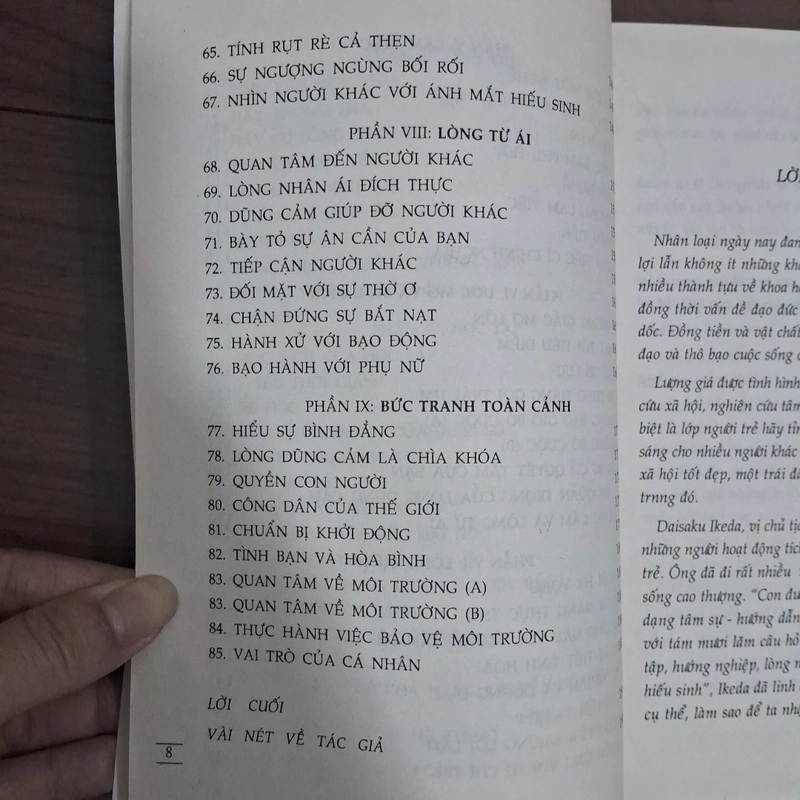 65. TÍNH RỤT RÈ CẢ THẸN
66. SỰ NGƯỢNG NGÙNG BỐI RỐI
67. NHÌN NGƯỜI KHÁC VỚI ÁNH MẮT HIẾU SINH
PHẦN VIII: LÒNG TỪ ÁI
68. QUAN TÂM ĐẾN NGƯỜI KHÁC
69. LÒNG NHÂN ÁI ĐÍCH THỰC
70. DŨNG CẢM GIÚP ĐỠ NGƯỜI KHÁC
71. BÀY TỎ SỰ ÂN CẦN CỦA BẠN
72. TIẾP CẬN NGƯỜI KHÁC
73. ĐỐI MẶT VỚI SỰ THỜ Ơ
74. CHẬN ĐỨNG SỰ BẮT NẠT
75. HÀNH XỬ VỚI BẠO ĐỘNG
76. BẠO HÀNH VỚI PHỤ NỮ
PHẦN IX: BỨC TRANH TOÀN CẢNH
77. HIỂU SỰ BÌNH ĐẲNG
78. LÒNG DŨNG CẢM LÀ CHÌA KHÓA
79. QUYỀN CON NGƯỜI
80. CÔNG DÂN CỦA THẾ GIỚI
81. CHUẨN BỊ KHỞI ĐỘNG
82. TÌNH BẠN VÀ HÒA BÌNH
83. QUAN TÂM VỀ MÔI TRƯỜNG (A)
83. QUAN TÂM VỀ MÔI TRƯỜNG (B)
84. THỰC HÀNH VIỆC BẢO VỆ MÔI TRƯỜNG
85. VAI TRÒ CỦA CÁ NHÂN
LỜI CUỐI
VÀI NÉT VỀ TÁC GIẢ
8
LỜI
Nhân loại ngày nay đan
lợi lẫn không ít những kh
nhiều thành tựu về khoa h
đồng thời vấn đề đạo đức
dốc. Đồng tiền và vật chất
đạo và thô bạo cuộc sống
Lượng giá được tình hình
cứu xã hội, nghiên cứu tâm
biệt là lớp người trẻ hãy tỉn
sáng cho nhiều người khác
xã hội tốt đẹp, một trái đấ
trnng đó.
Daisaku Ikeda, vị chủ tịc
những người hoạt động tích
trẻ. Ông đã đi rất nhiều
sống cao thượng. “Con đư
dạng tâm sự - hướng dẫn
với tám mươi lăm câu hỏ
tập, hướng nghiệp, lòng n
hiếu sinh”, Ikeda đã linh
cụ thể, làm sao để ta nhậ